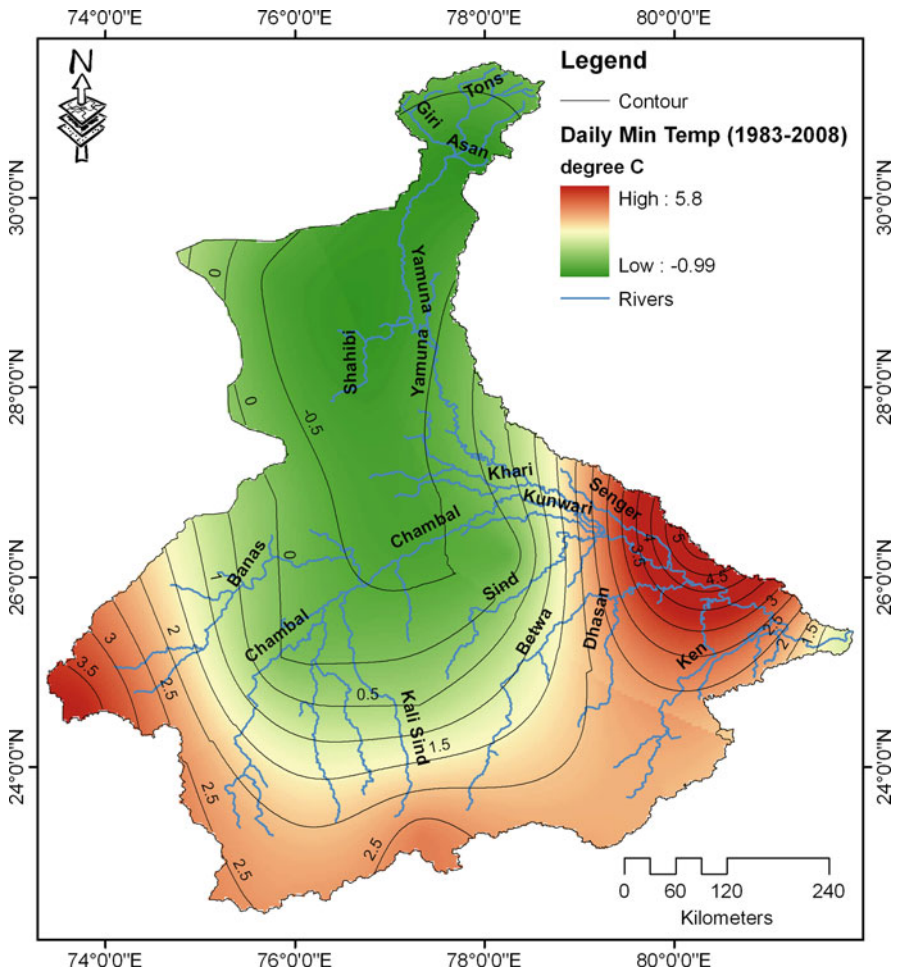 74°0'0"E 76°0'0"E 78°0'0"E 80°0'0"E
N
Legend
Contour
Daily Min Temp (1983-2008)
degree C
High : 5.8
Low : -0.99
Rivers
30°0'0"N
28°0'0"N
26°0'0"N
24°0'0"N
30°0'0"N
28°0'0"N
26°0'0"N
24°0'0"N
Tons
Giri
Asan
Yamuna
Yamuna
Shahibi
Khari
Kunwari
Senger
Chambal
Banas
Chambal
Sind
Betwa
Dhasan
Ken
Kali Sind
0
0
-0.5
0
1
2
2.5
3
3.5
0.5
1.5
2.5
2.5
2.5
5
4
3.5
4.5
3
2.5
2
1.5
0 60 120 240
Kilometers
74°0'0"E 76°0'0"E 78°0'0"E 80°0'0"E